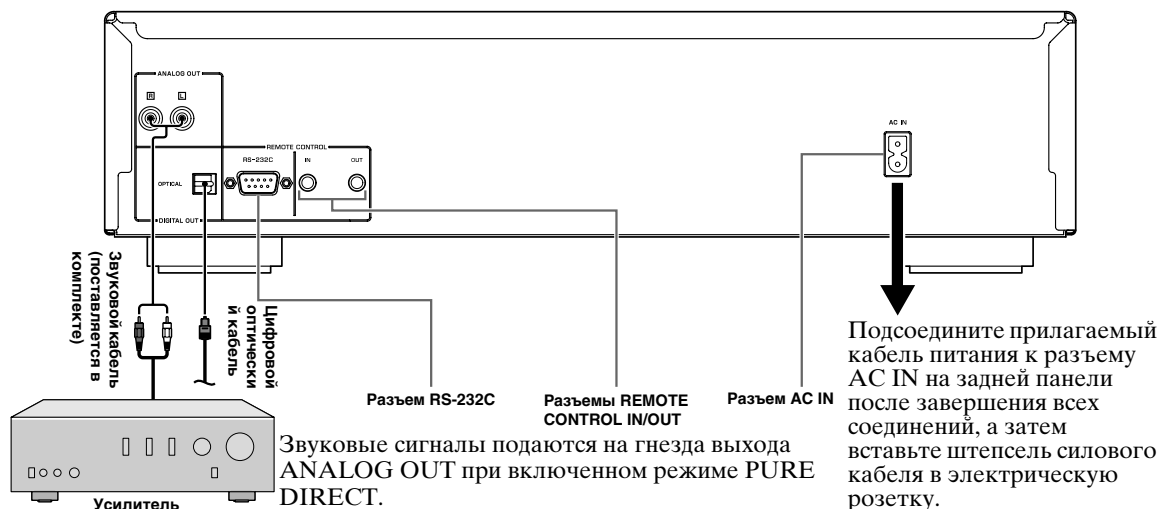 ANALOG OUT
R L
REMOTE CONTROL
RS-232C IN OUT
OPTICAL
DIGITAL OUT
AC IN
Звуковой кабель
(поставляется в
комплекте)
Цифровой
оптически
й кабель
Разъем RS-232C
Разъемы REMOTE
CONTROL IN/OUT
Разъем AC IN
Подсоедините прилагаемый
кабель питания к разъему
AC IN на задней панели
после завершения всех
соединений, а затем
вставьте штепсель силового
кабеля в электрическую
розетку.
Звуковые сигналы подаются на гнезда выхода
ANALOG OUT при включенном режиме PURE
DIRECT.
Усилитель